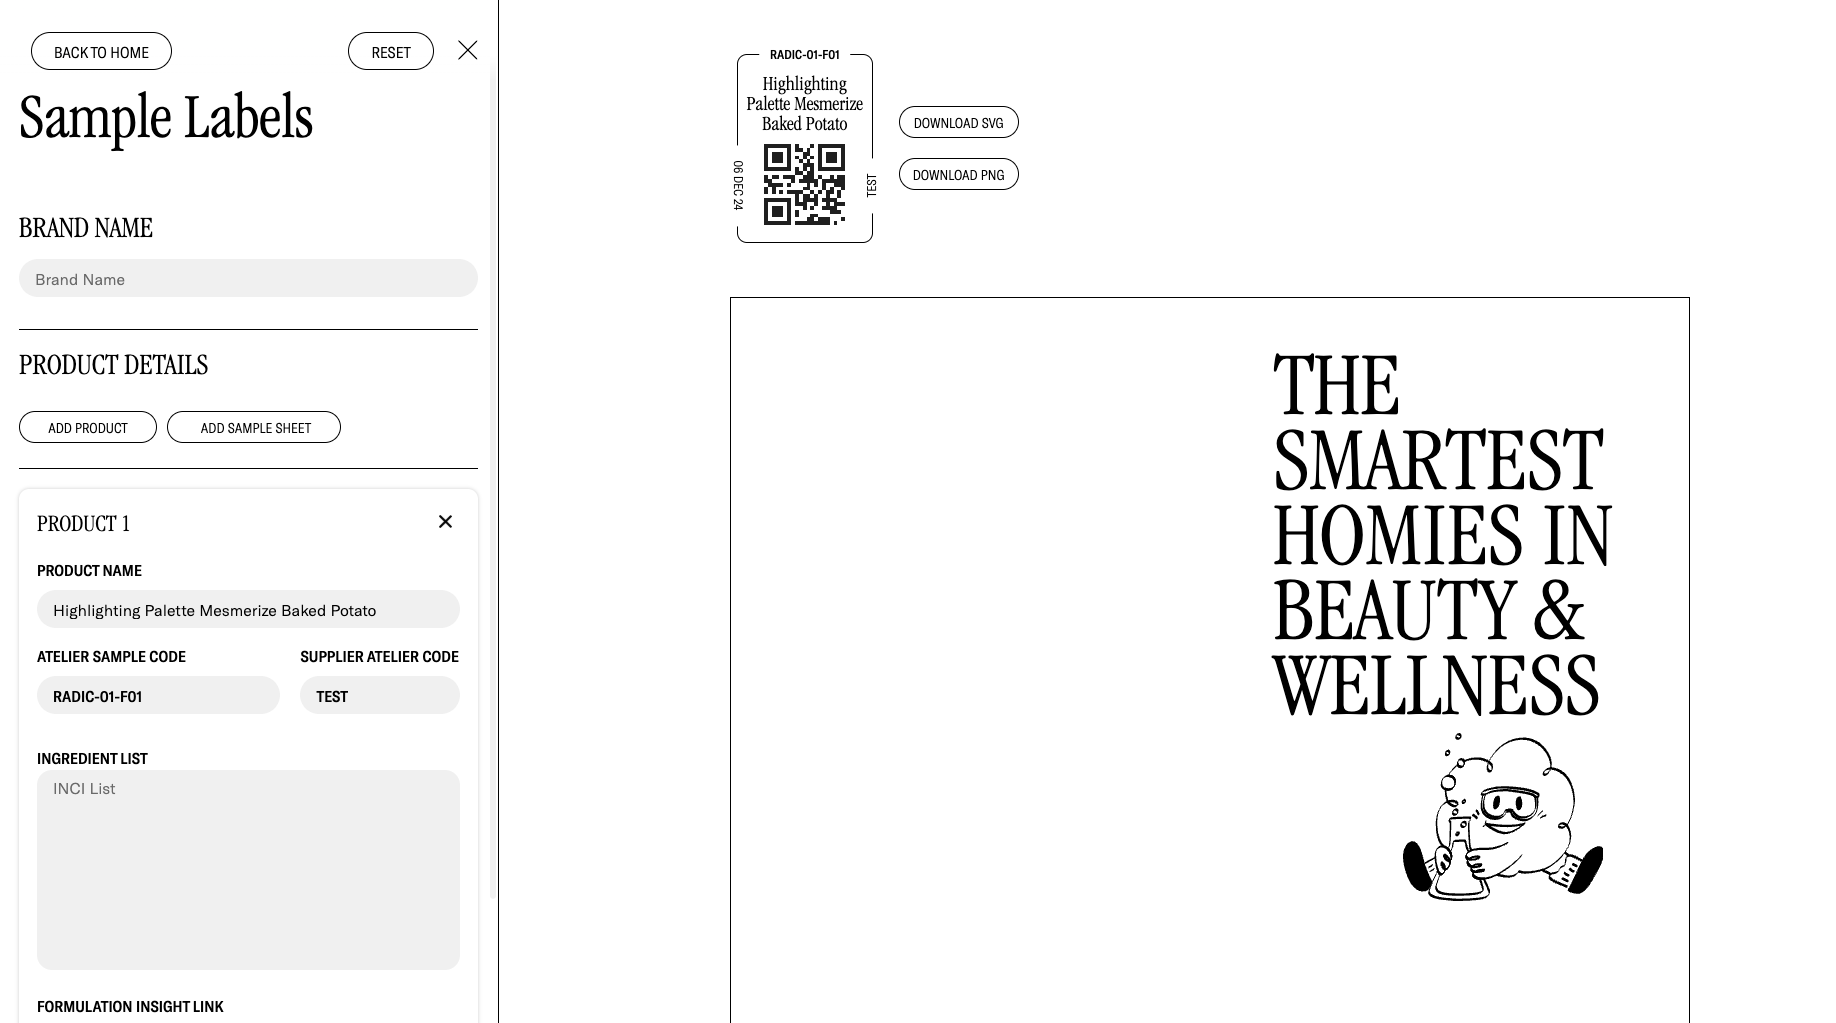 BACK TO HOME
RESET
Sample Labels
BRAND NAME
Brand Name
PRODUCT DETAILS
ADD PRODUCT
ADD SAMPLE SHEET
PRODUCT 1
PRODUCT NAME
Highlighting Palette Mesmerize Baked Potato
ATELIER SAMPLE CODE
SUPPLIER ATELIER CODE
RADIC-01-F01
TEST
INGREDIENT LIST
INCI List
FORMULATION INSIGHT LINK
RADIC-01-F01
Highlighting
Palette Mesmerize
Baked Potato
06 DEC 24
TEST
DOWNLOAD SVG
DOWNLOAD PNG
THE
SMARTEST
HOMIES IN
BEAUTY &
WELLNESS